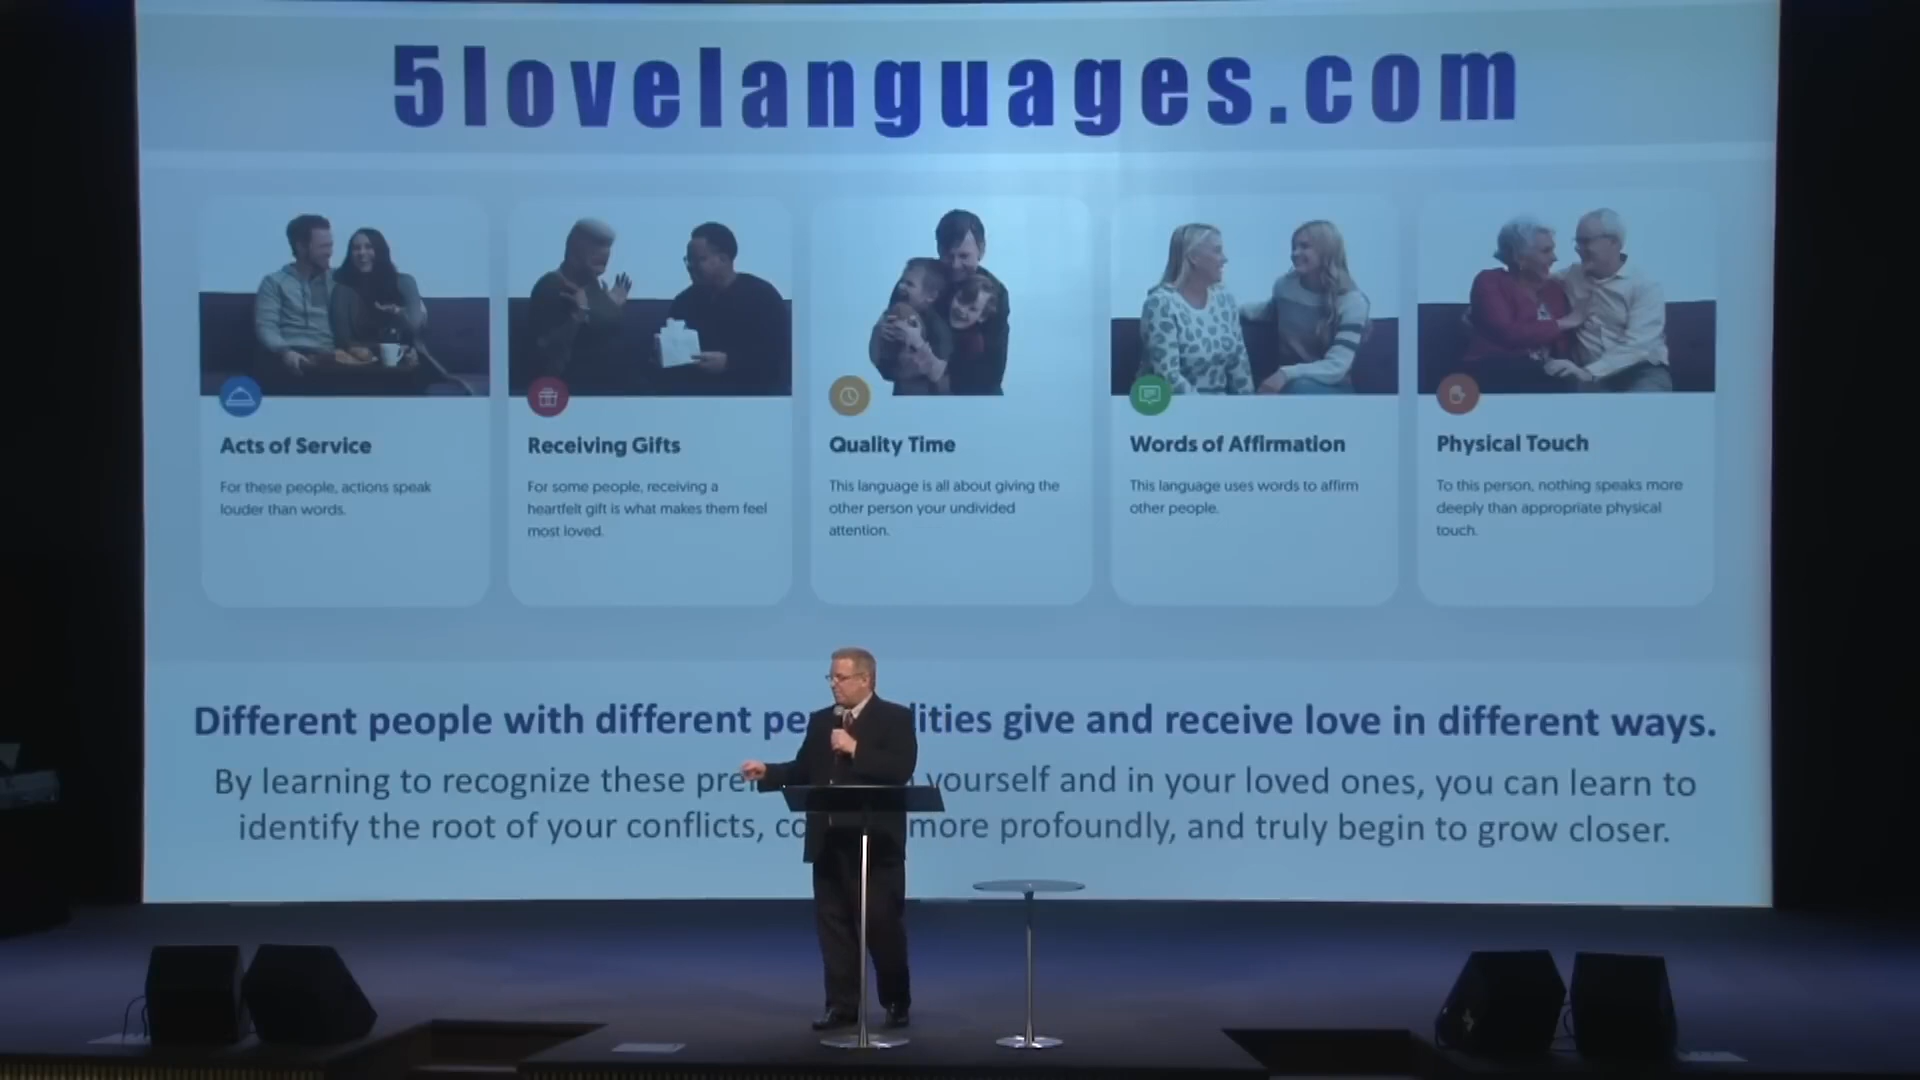 5lovelanguages.com
Acts of Service
For these people, actions speak
louder than words.
Receiving Gifts
For some people, receiving a
heartfelt gift is what makes them feel
most loved.
Quality Time
This language is all about giving the
other person your undivided
attention.
Words of Affirmation
This language uses words to affirm
other people.
Physical Touch
To this person, nothing speaks more
deeply than appropriate physical
touch.
Different people with different give and receive love in different ways.
By learning to recognize these yourself and in your loved ones, you can learn to
identify the root of your conflicts, more profoundly, and truly begin to grow closer.